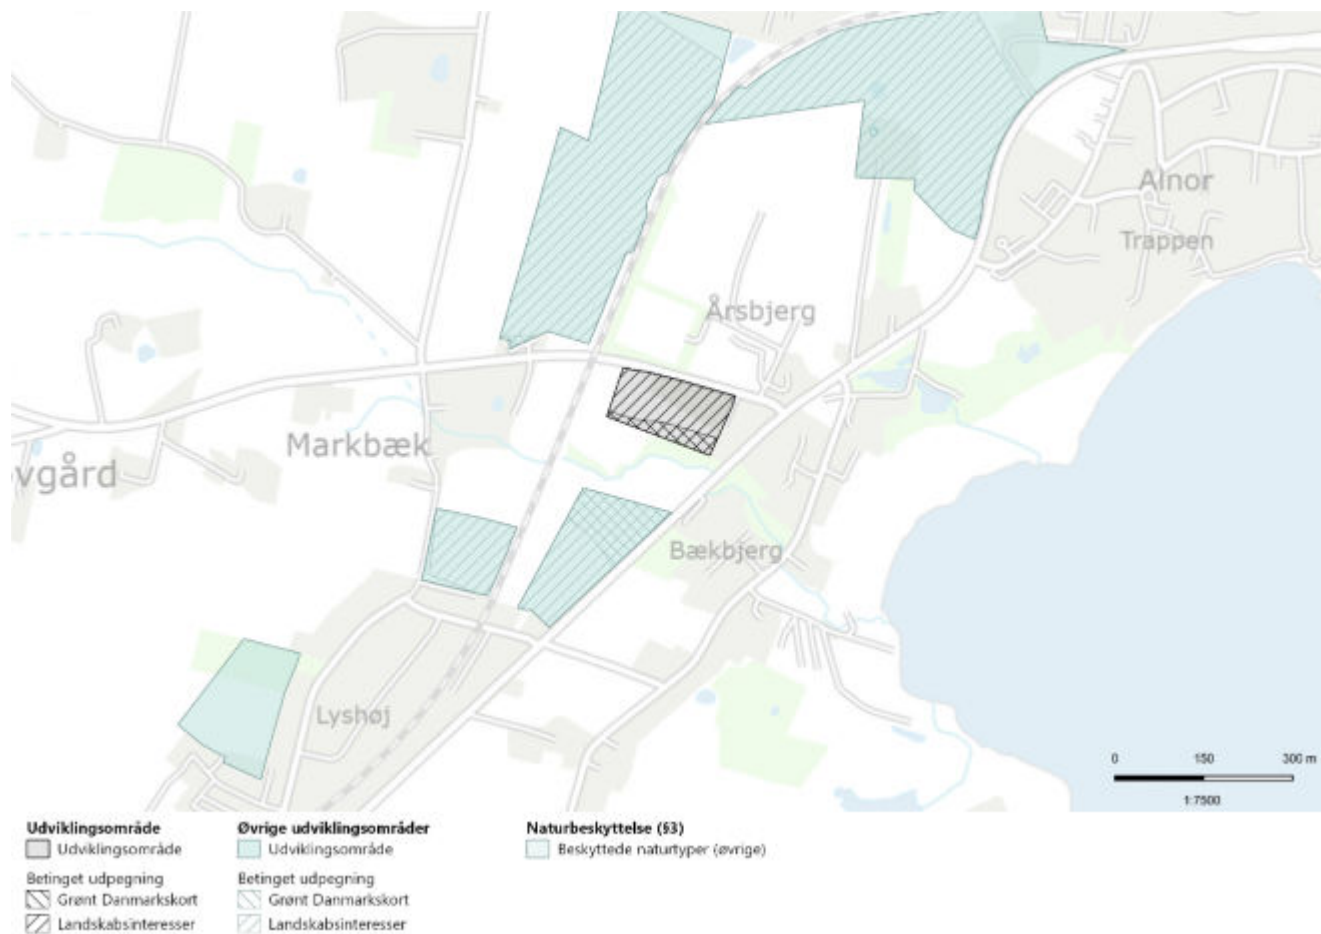 Alnor
Trappen
Årsbjerg
Markbæk
vgård
Bækbjerg
Lyshøj
0 150 300 m
1:7500
Udviklingsområde Øvrige udviklingsområder Naturbeskyttelse (§3)
Udviklingsområde Udviklingsområde Beskyttede naturtyper (øvrige)
Betinget udpegning Betinget udpegning
Grønt Danmarkskort Grønt Danmarkskort
Landskabsinteresser Landskabsinteresser